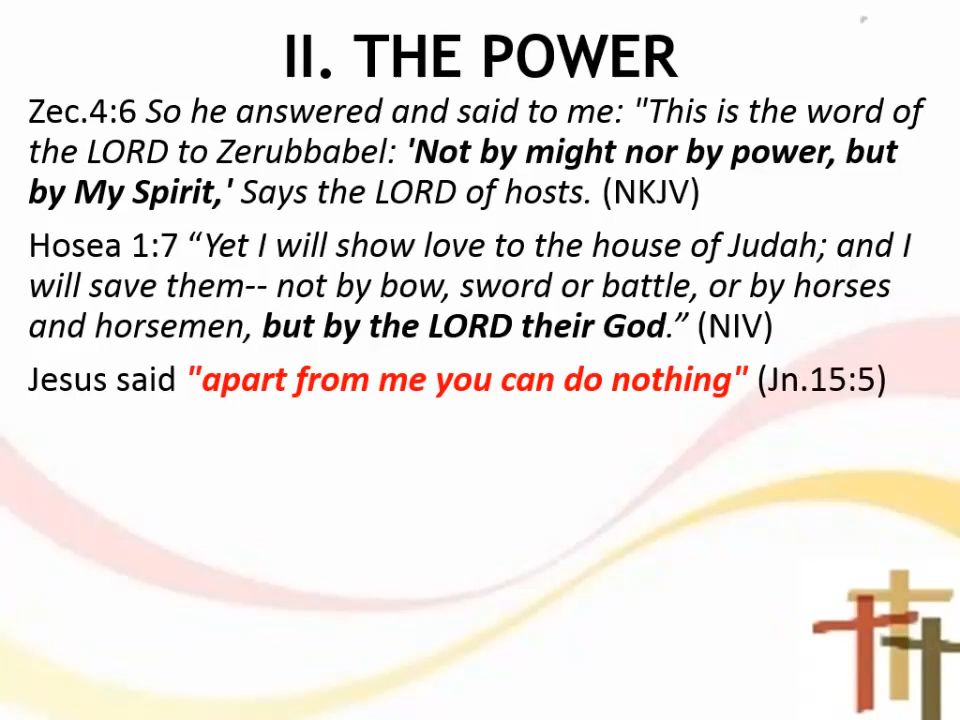 II. THE POWER
Zec.4:6 So he answered and said to me: "This is the word of
the LORD to Zerubbabel: 'Not by might nor by power, but
by My Spirit,' Says the LORD of hosts. (NKJV)
Hosea 1:7 “Yet I will show love to the house of Judah; and I
will save them-- not by bow, sword or battle, or by horses
and horsemen, but by the LORD their God.” (NIV)
Jesus said "apart from me you can do nothing" (Jn.15:5)